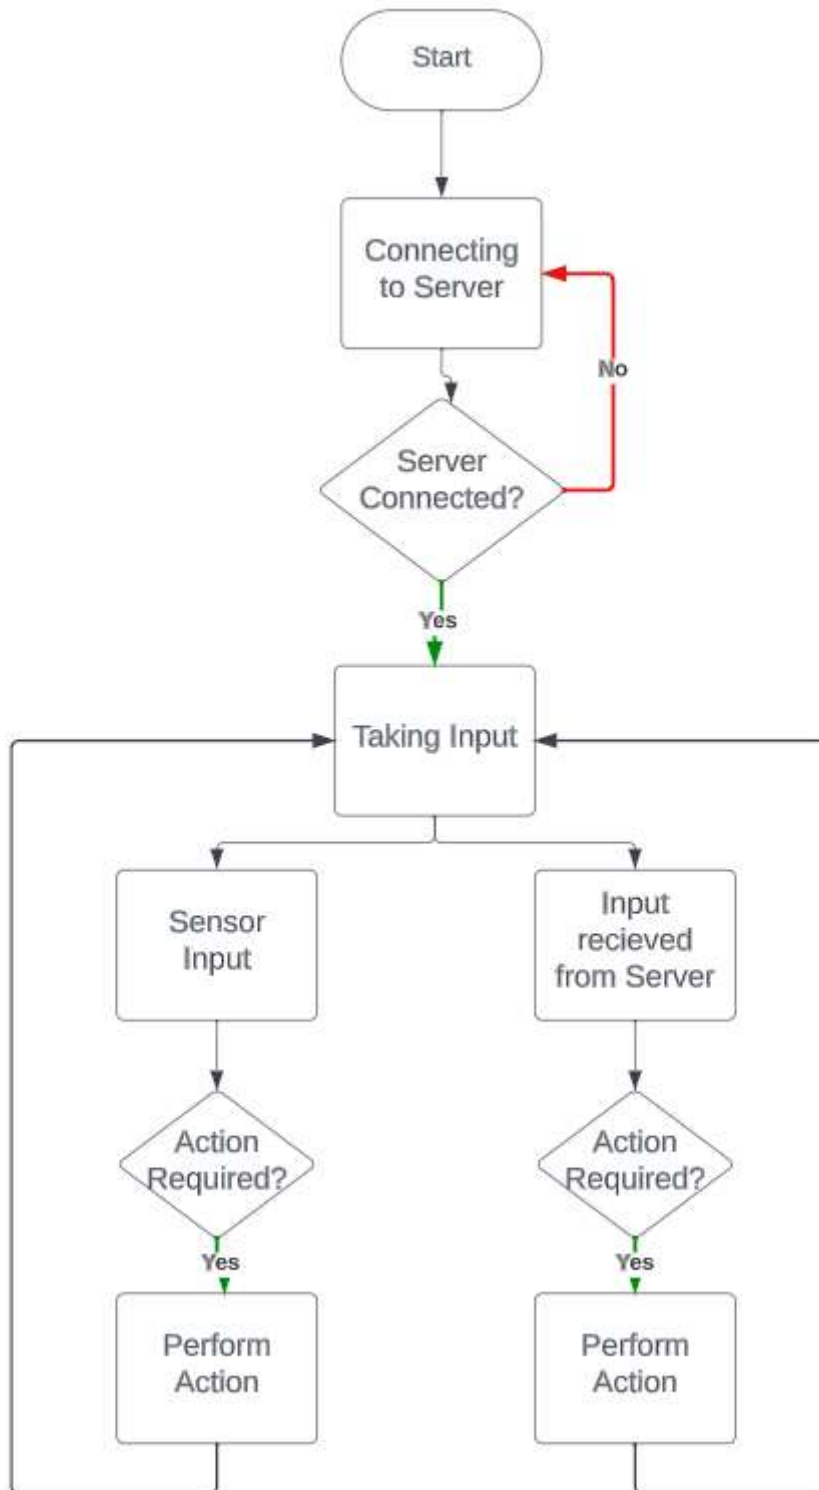 Start
Connecting
to Server
No
Server
Connected?
Yes
Taking Input
Sensor
Input
Input
recieved
from Server
Action
Required?
Action
Required?
Yes
Yes
Perform
Action
Perform
Action